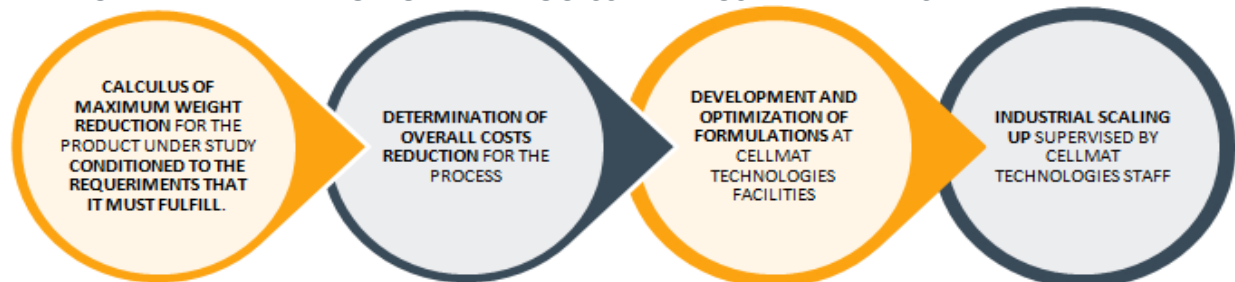 CALCULUS OF
MAXIMUM WEIGHT
REDUCTION FOR THE
PRODUCT UNDER STUDY
CONDITIONED TO THE
REQUERIMENTS THAT
IT MUST FULFILL.
DETERMINATION OF
OVERALL COSTS
REDUCTION FOR THE
PROCESS
DEVELOPMENT AND
OPTIMIZATION OF
FORMULATIONS AT
CELLMAT
TECHNOLOGIES
FACILITIES
INDUSTRIAL SCALING
UP SUPERVISED BY
CELLMAT
TECHNOLOGIES STAFF